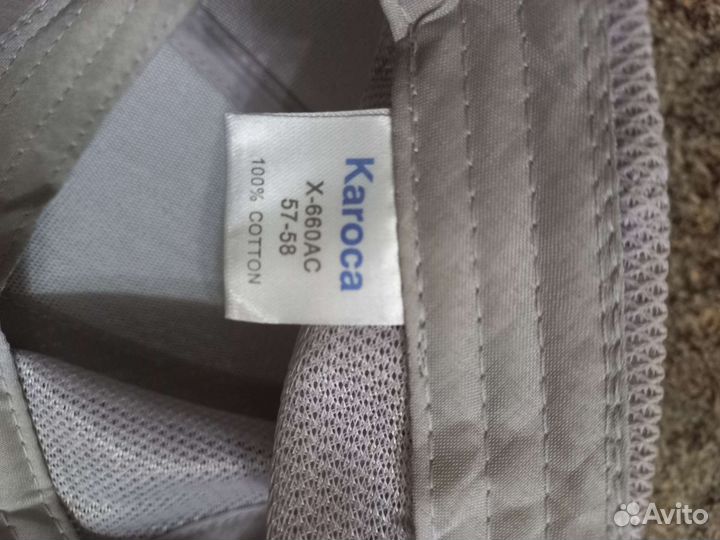 Karoca
X-660AC
57-58
100% COTTON
Avito